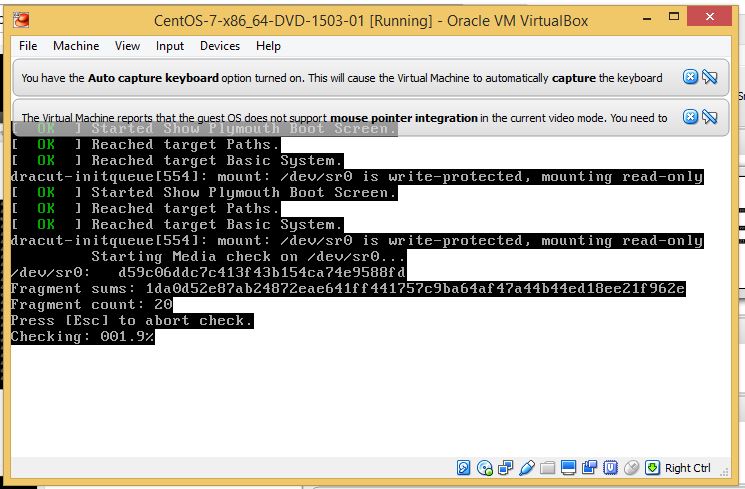 CentOS-7-x86_64-DVD-1503-01 [Running] - Oracle VM VirtualBox
File Machine View Input Devices Help
You have the Auto capture keyboard option turned on. This will cause the Virtual Machine to automatically capture the keyboard
The Virtual Machine reports that the guest OS does not support mouse pointer integration in the current video mode. You need to
[ OK ] Started Show Plymouth Boot Screen.
[ OK ] Reached target Paths.
[ OK ] Reached target Basic System.
dracut-initqueue[554]: mount: /dev/sr0 is write-protected, mounting read-only
[ OK ] Started Show Plymouth Boot Screen.
[ OK ] Reached target Paths.
[ OK ] Reached target Basic System.
dracut-initqueue[554]: mount: /dev/sr0 is write-protected, mounting read-only
Starting Media check on /dev/sr0...
/dev/sr0: d59c06ddc7c413f43b154ca74e9588fd
Fragment sums: 1da0d52e87ab24872eae641ff441757c9ba64af47a44b44ed18ee21f962e
Fragment count: 20
Press [Esc] to abort check.
Checking: 001.9%
Right Ctrl